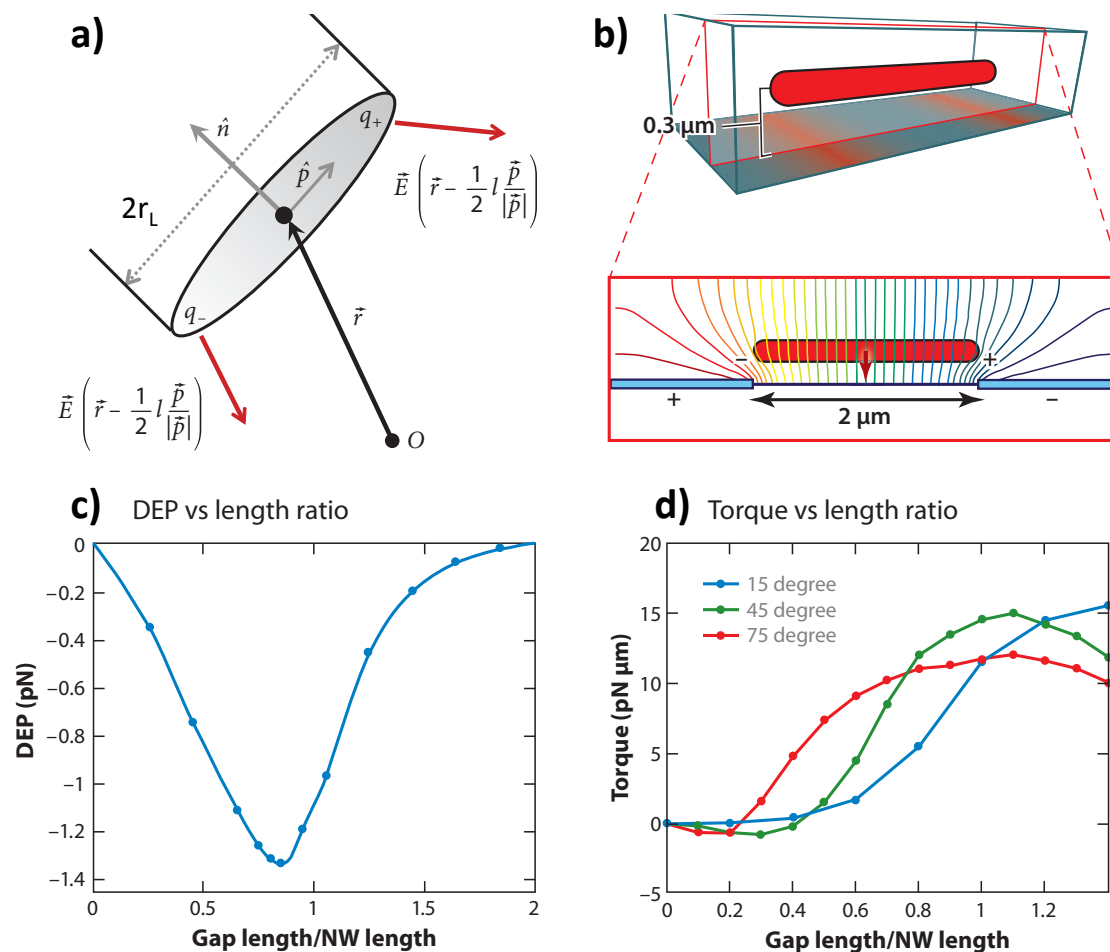 a)
n̂
q₊
p̂
2r_L
E⃗ ( r⃗ − 1/2 l p⃗/|p⃗| )
q₋
r⃗
E⃗ ( r⃗ − 1/2 l p⃗/|p⃗| )
O
b)
0.3 µm
− +
+ −
2 µm
c) DEP vs length ratio
DEP (pN)
0
−0.2
−0.4
−0.6
−0.8
−1
−1.2
−1.4
0 0.5 1 1.5 2
Gap length/NW length
d) Torque vs length ratio
Torque (pN µm)
20
15
10
5
0
−5
15 degree
45 degree
75 degree
0 0.2 0.4 0.6 0.8 1 1.2
Gap length/NW length